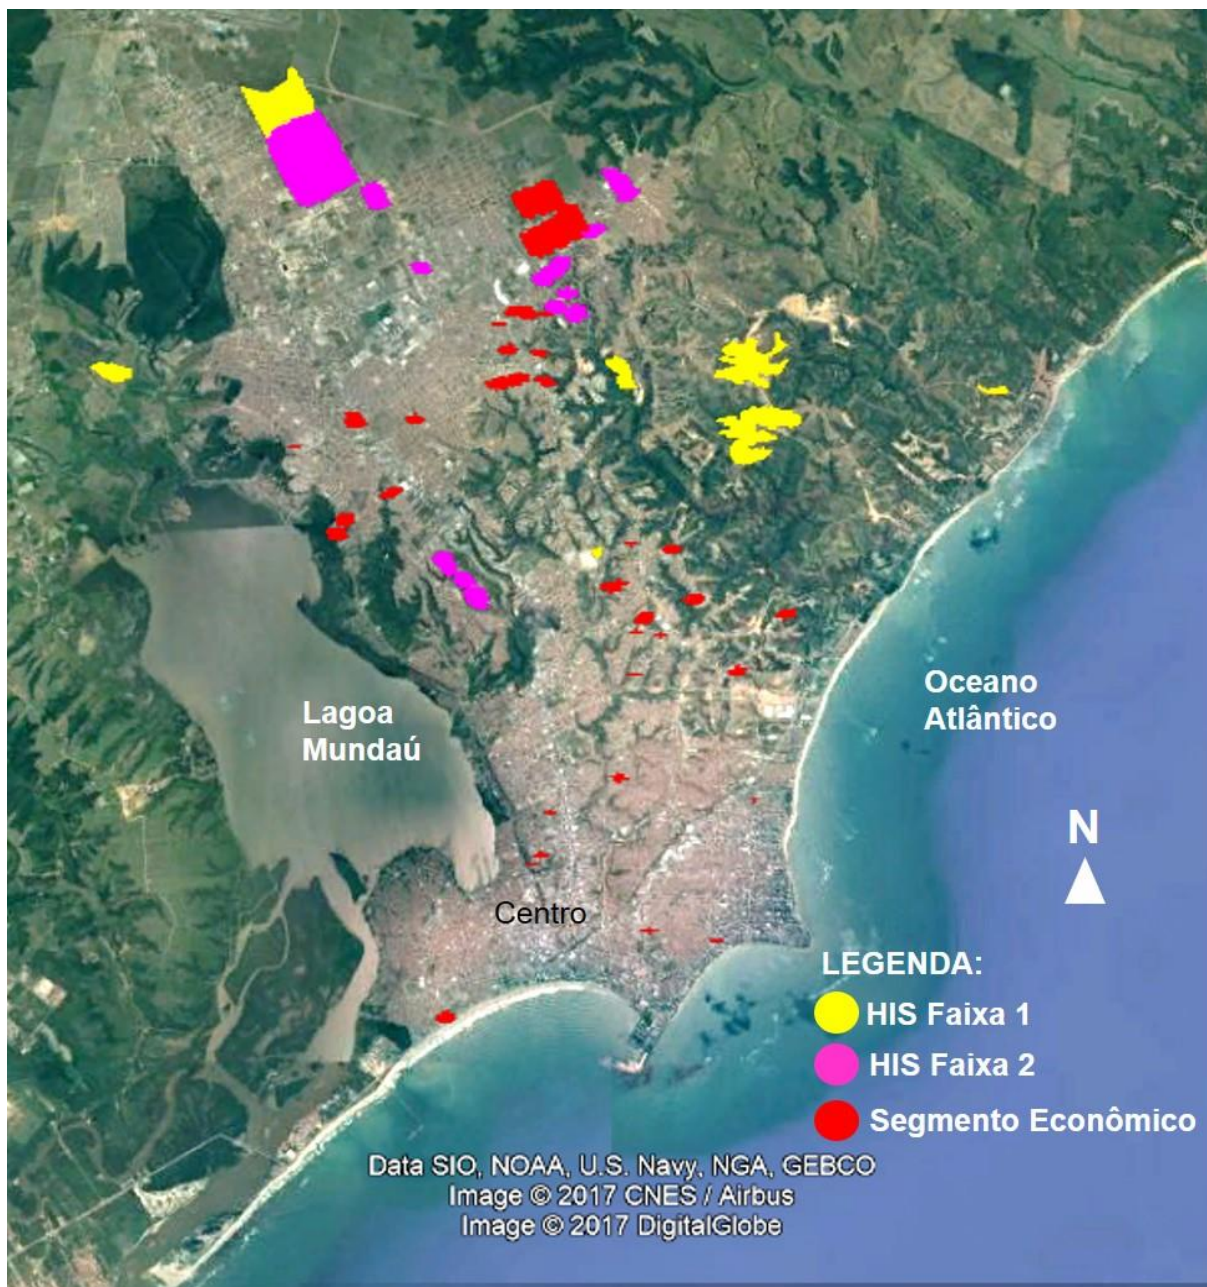 Lagoa
Mundaú
Oceano
Atlântico
N
Centro
LEGENDA:
HIS Faixa 1
HIS Faixa 2
Segmento Econômico
Data SIO, NOAA, U.S. Navy, NGA, GEBCO
Image © 2017 CNES / Airbus
Image © 2017 DigitalGlobe